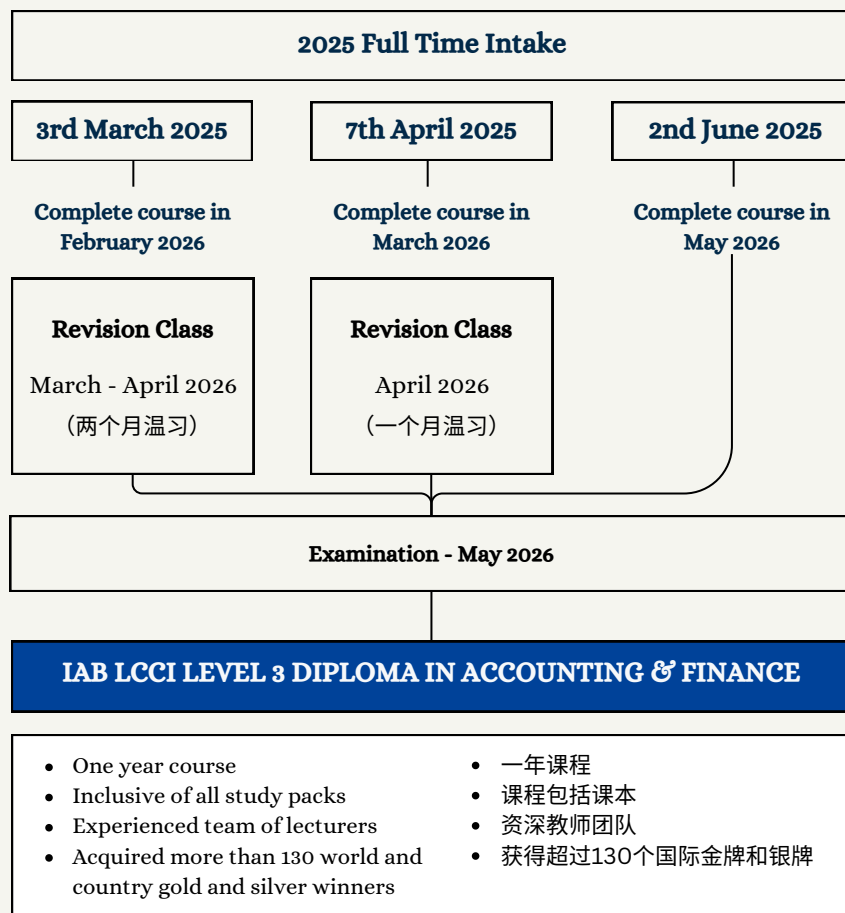 2025 Full Time Intake
3rd March 2025
7th April 2025
2nd June 2025
Complete course in
February 2026
Complete course in
March 2026
Complete course in
May 2026
Revision Class
March - April 2026
（两个月温习）
Revision Class
April 2026
（一个月温习）
Examination - May 2026
IAB LCCI LEVEL 3 DIPLOMA IN ACCOUNTING & FINANCE
• One year course
• Inclusive of all study packs
• Experienced team of lecturers
• Acquired more than 130 world and
country gold and silver winners
• 一年课程
• 课程包括课本
• 资深教师团队
• 获得超过130个国际金牌和银牌